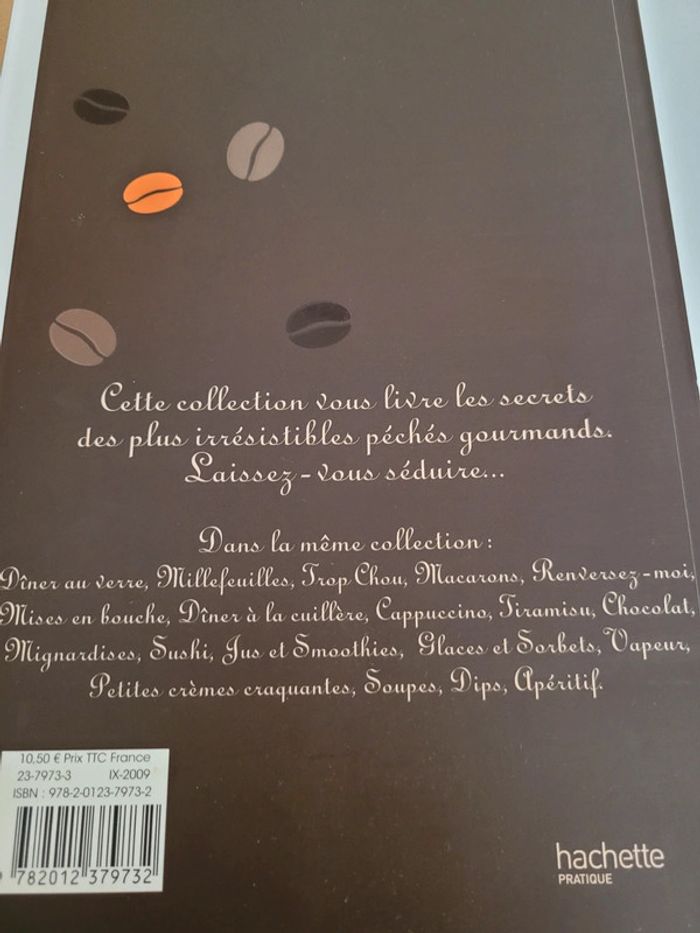 Cette collection vous livre les secrets
des plus irrésistibles péchés gourmands.
Laissez-vous séduire...
Dans la même collection :
Dîner au verre, Millefeuilles, Trop Chou, Macarons, Renversez-moi,
Mises en bouche, Dîner à la cuillère, Cappuccino, Tiramisu, Chocolat,
Mignardises, Sushi, Jus et Smoothies, Glaces et Sorbets, Vapeur,
Petites crèmes craquantes, Soupes, Dips, Apéritif.
10,50 € Prix TTC France
23-7973-3 IX-2009
ISBN : 978-2-0123-7973-2
9 782012 379732
hachette
PRATIQUE